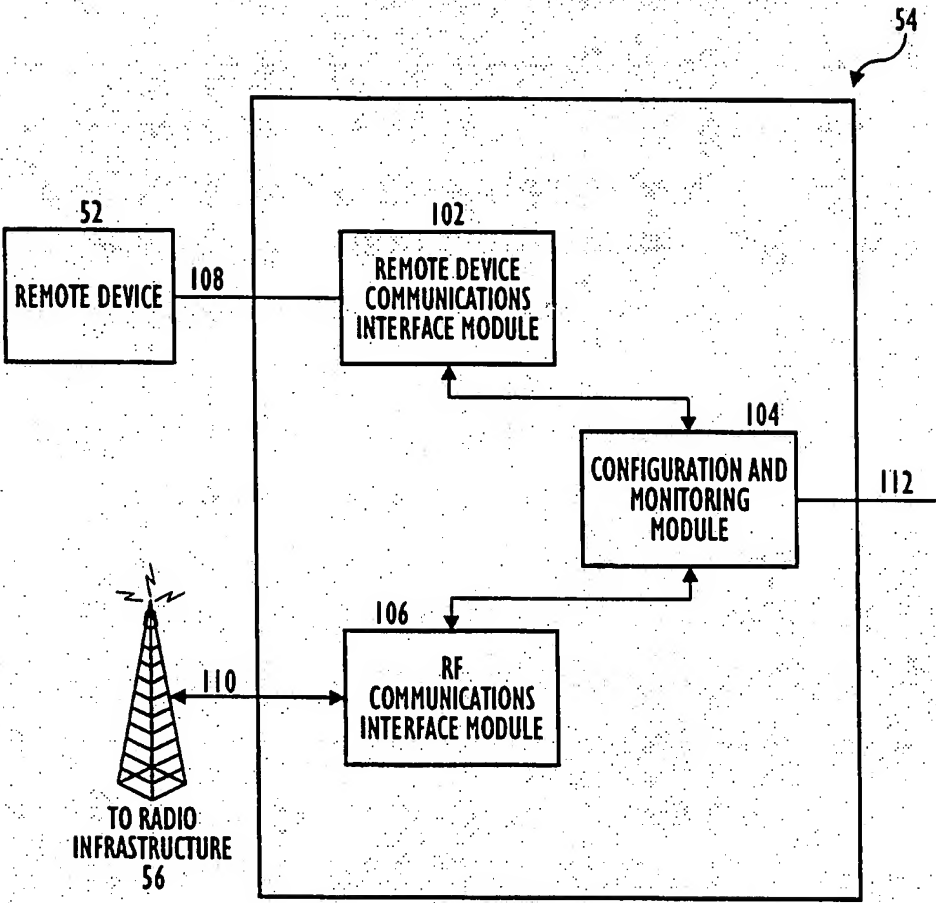 54
52
REMOTE DEVICE
108
102
REMOTE DEVICE
COMMUNICATIONS
INTERFACE MODULE
104
CONFIGURATION AND
MONITORING
MODULE
112
106
RF
COMMUNICATIONS
INTERFACE MODULE
110
TO RADIO
INFRASTRUCTURE
56